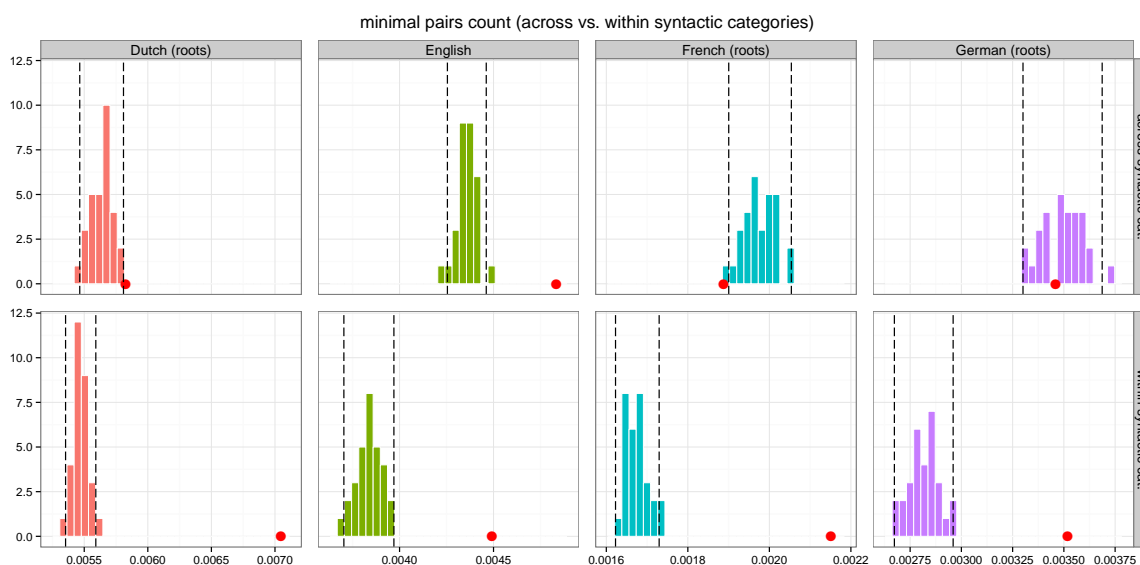 minimal pairs count (across vs. within syntactic categories)
Dutch (roots)
English
French (roots)
German (roots)
12.5
10.0
7.5
5.0
2.5
0.0
12.5
10.0
7.5
5.0
2.5
0.0
0.0055 0.0060 0.0065 0.0070
0.0040 0.0045
0.0016 0.0018 0.0020 0.0022
0.00275 0.00300 0.00325 0.00350 0.00375